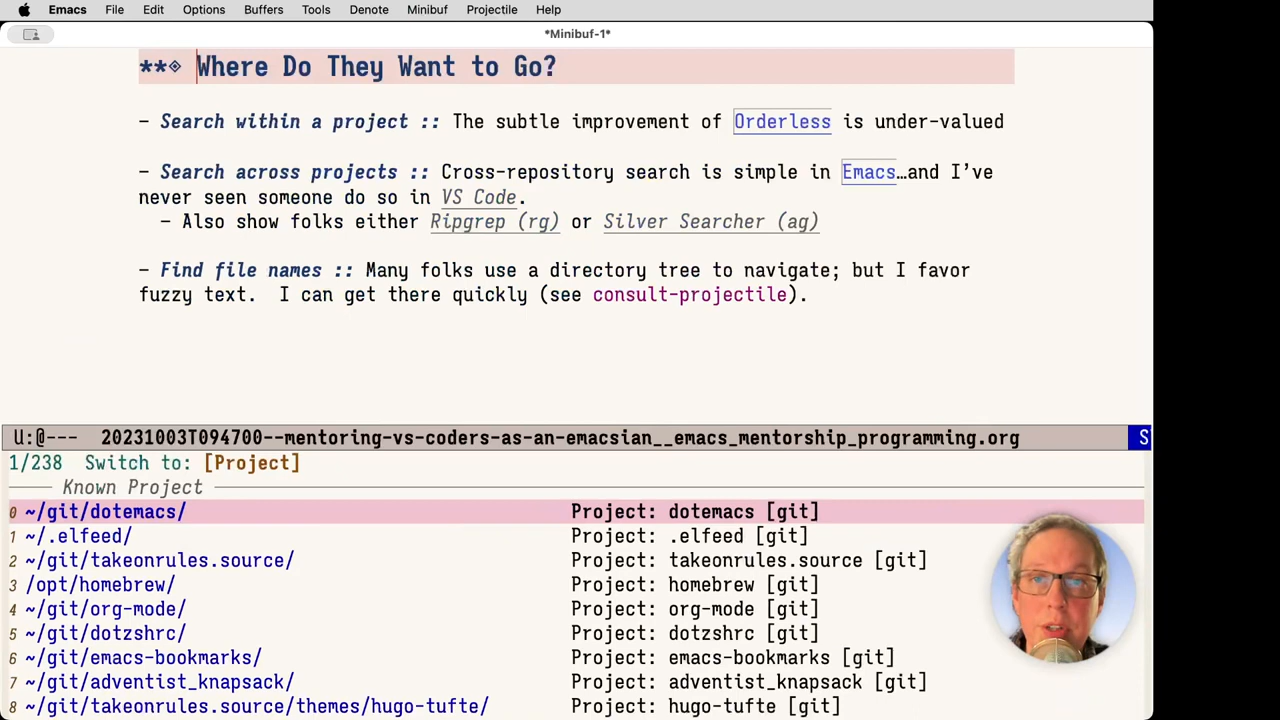 Emacs File Edit Options Buffers Tools Denote Minibuf Projectile Help
*Minibuf-1*
**◈ Where Do They Want to Go?
– Search within a project :: The subtle improvement of Orderless is under-valued
– Search across projects :: Cross-repository search is simple in Emacs…and I’ve
never seen someone do so in VS Code.
– Also show folks either Ripgrep (rg) or Silver Searcher (ag)
– Find file names :: Many folks use a directory tree to navigate; but I favor
fuzzy text.  I can get there quickly (see consult-projectile).
U:@--- 20231003T094700--mentoring-vs-coders-as-an-emacsian__emacs_mentorship_programming.org S
1/238 Switch to: [Project]
Known Project
0 ~/git/dotemacs/ Project: dotemacs [git]
1 ~/.elfeed/ Project: .elfeed [git]
2 ~/git/takeonrules.source/ Project: takeonrules.source [git]
3 /opt/homebrew/ Project: homebrew [git]
4 ~/git/org-mode/ Project: org-mode [git]
5 ~/git/dotzshrc/ Project: dotzshrc [git]
6 ~/git/emacs-bookmarks/ Project: emacs-bookmarks [git]
7 ~/git/adventist_knapsack/ Project: adventist_knapsack [git]
8 ~/git/takeonrules.source/themes/hugo-tufte/ Project: hugo-tufte [git]